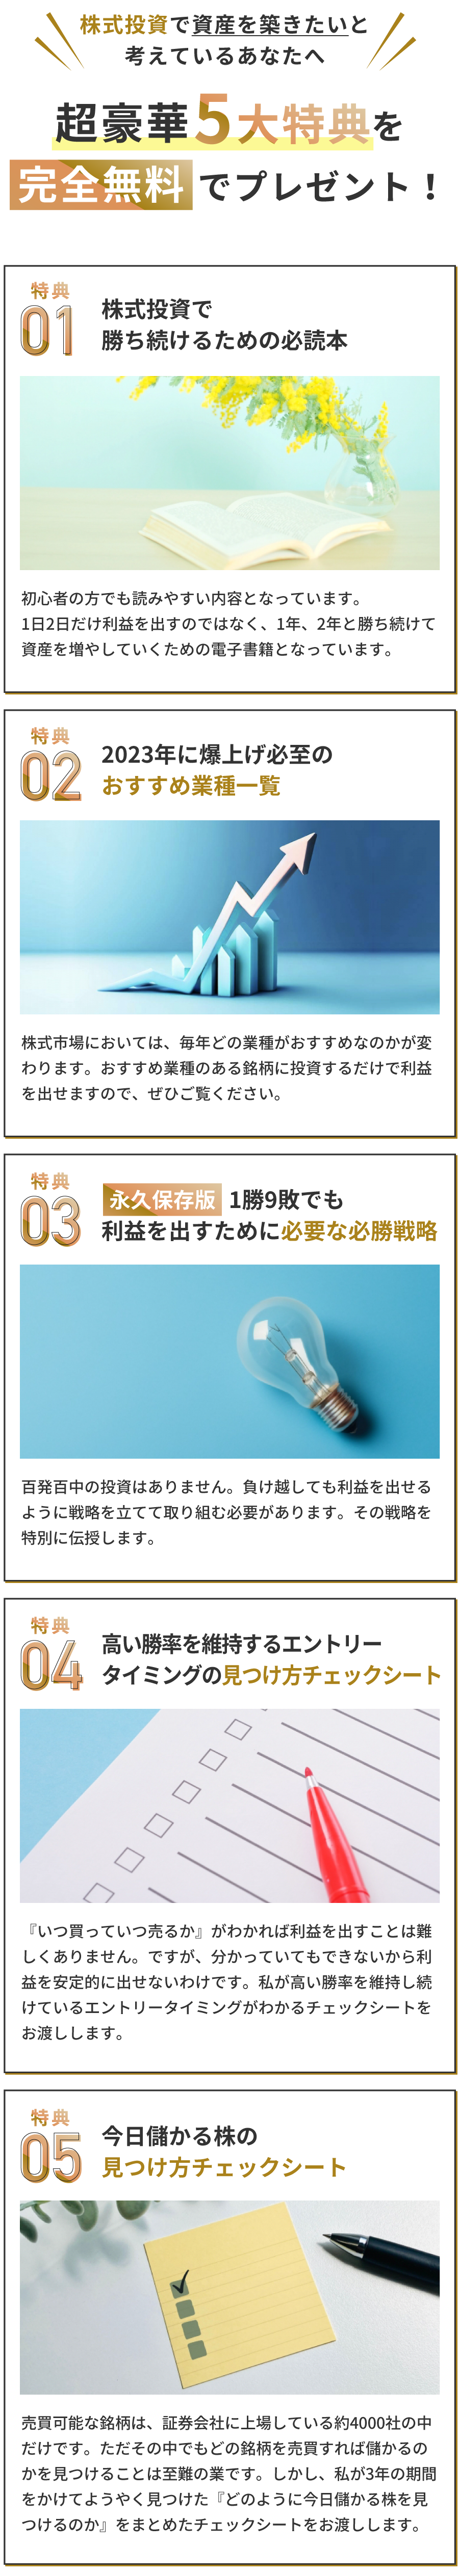 株式投資で資産を築きたいと
考えているあなたへ
超豪華5大特典を
完全無料でプレゼント！
特典
01
株式投資で
勝ち続けるための必読本
初心者の方でも読みやすい内容となっています。
1日2日だけ利益を出すのではなく、1年、2年と勝ち続けて
資産を増やしていくための電子書籍となっています。
特典
02
2023年に爆上げ必至の
おすすめ業種一覧
株式市場においては、毎年どの業種がおすすめなのかが変
わります。おすすめ業種のある銘柄に投資するだけで利益
を出せますので、ぜひご覧ください。
特典
03
永久保存版 1勝9敗でも
利益を出すために必要な必勝戦略
百発百中の投資はありません。負け越しても利益を出せる
ように戦略を立てて取り組む必要があります。その戦略を
特別に伝授します。
特典
04
高い勝率を維持するエントリー
タイミングの見つけ方チェックシート
『いつ買っていつ売るか』がわかれば利益を出すことは難
しくありません。ですが、分かっていてもできないから利
益を安定的に出せないわけです。私が高い勝率を維持し続
けているエントリータイミングがわかるチェックシートを
お渡しします。
特典
05
今日儲かる株の
見つけ方チェックシート
売買可能な銘柄は、証券会社に上場している約4000社の中
だけです。ただその中でもどの銘柄を売買すれば儲かるの
かを見つけることは至難の業です。しかし、私が3年の期間
をかけてようやく見つけた『どのように今日儲かる株を見
つけるのか』をまとめたチェックシートをお渡しします。